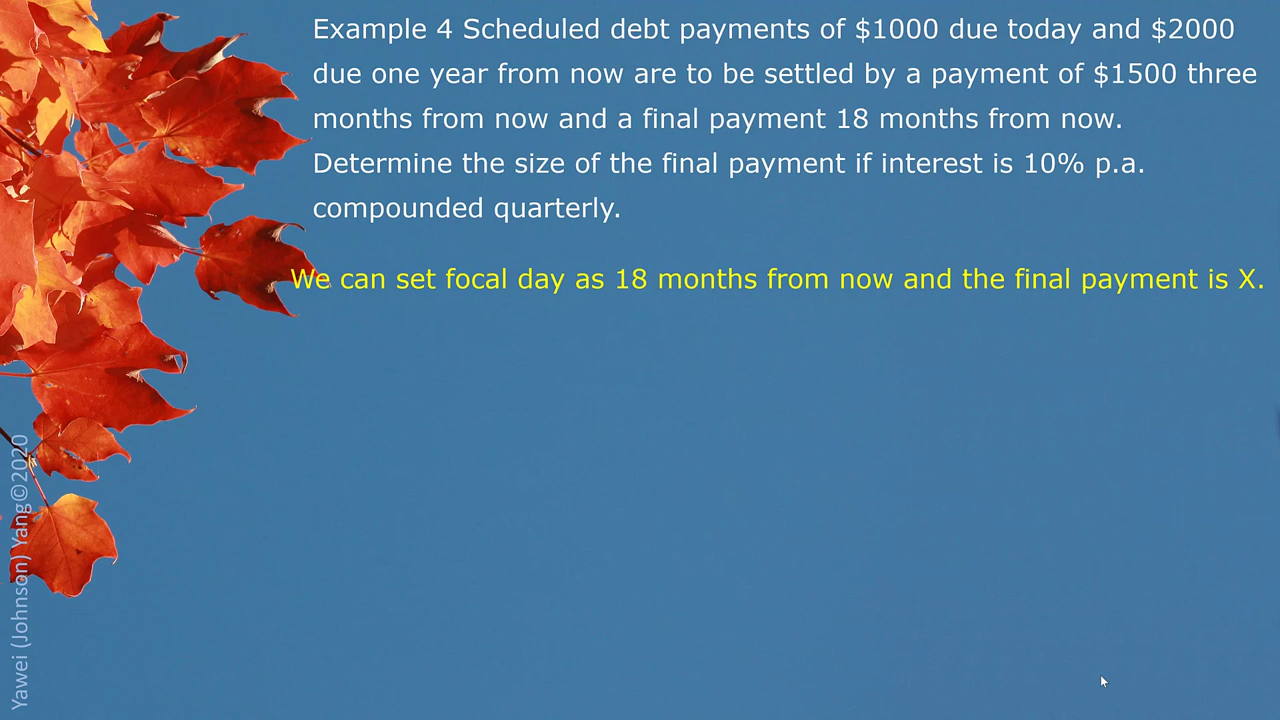 Example 4 Scheduled debt payments of $1000 due today and $2000
due one year from now are to be settled by a payment of $1500 three
months from now and a final payment 18 months from now.
Determine the size of the final payment if interest is 10% p.a.
compounded quarterly.
We can set focal day as 18 months from now and the final payment is X.
Yawei (Johnson) Yang©2020